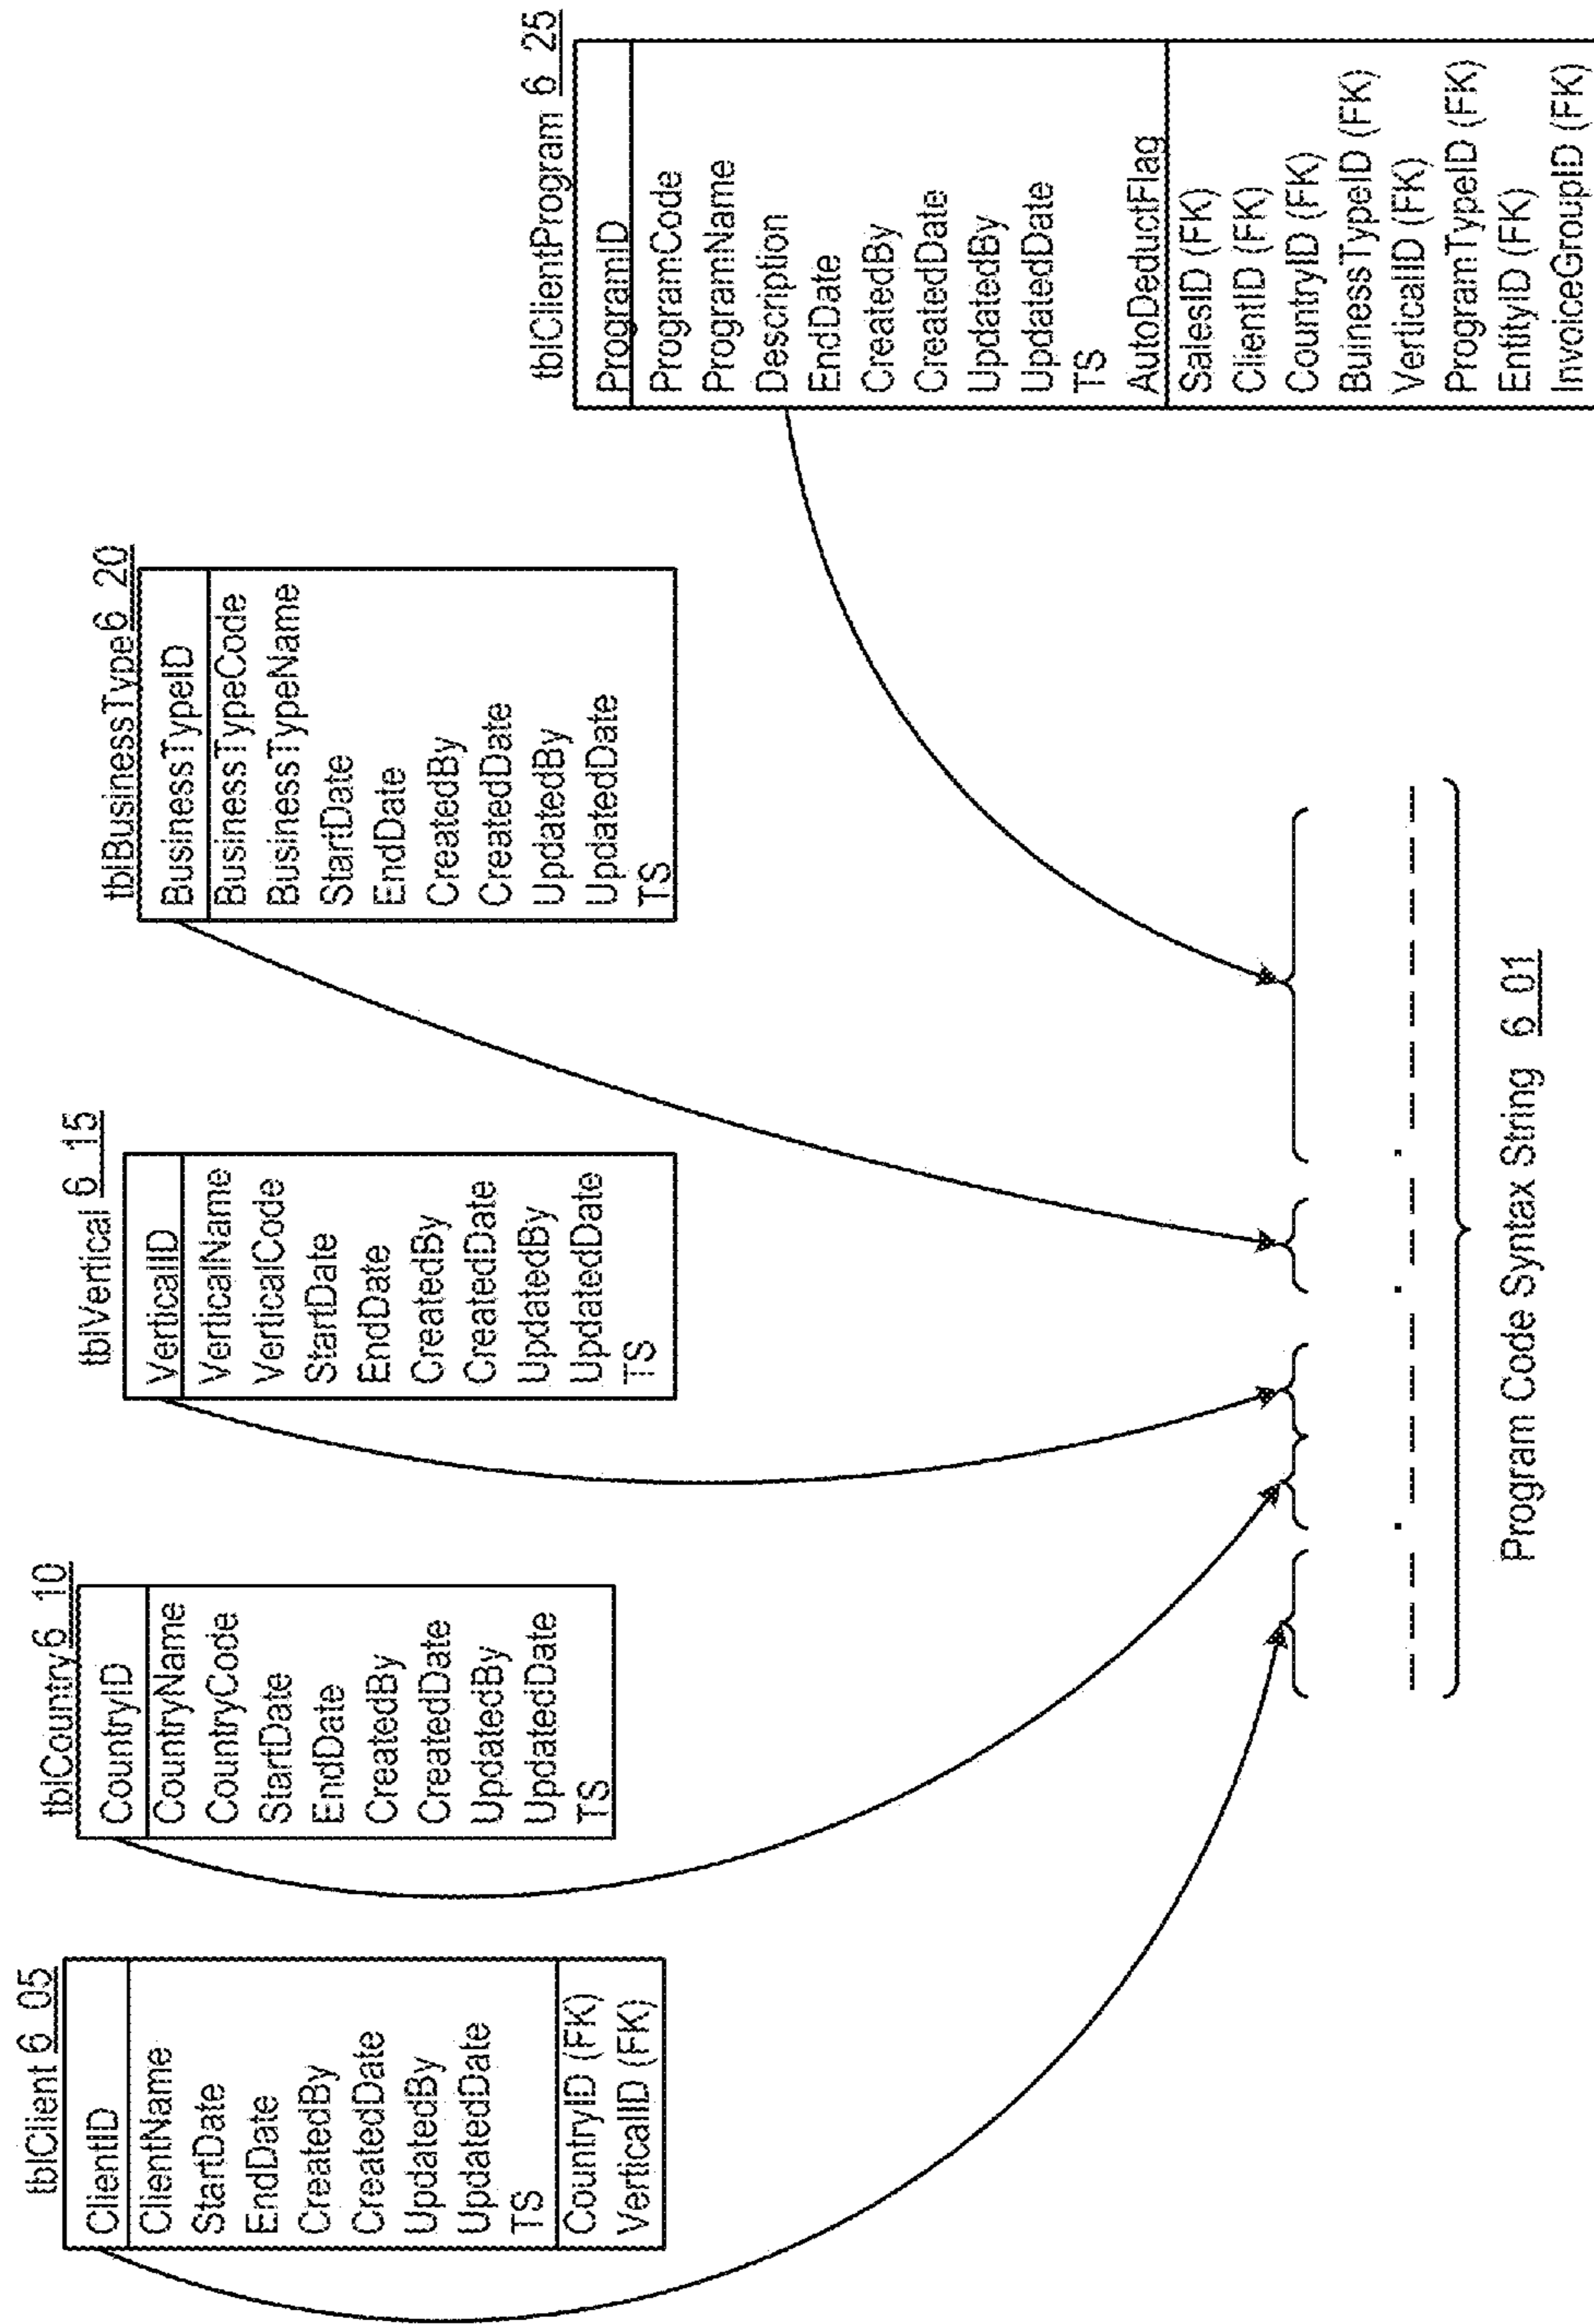 tblClient 6_05
ClientID
ClientName
StartDate
EndDate
CreatedBy
CreatedDate
UpdatedBy
UpdatedDate
TS
CountryID (FK)
VerticalID (FK)
tblCountry 6_10
CountryID
CountryName
CountryCode
StartDate
EndDate
CreatedBy
CreatedDate
UpdatedBy
UpdatedDate
TS
tblVertical 6_15
VerticalID
VerticalName
VerticalCode
StartDate
EndDate
CreatedBy
CreatedDate
UpdatedBy
UpdatedDate
TS
tblBusinessType 6_20
BusinessTypeID
BusinessTypeCode
BusinessTypeName
StartDate
EndDate
CreatedBy
CreatedDate
UpdatedBy
UpdatedDate
TS
tblClientProgram 6_25
ProgramID
ProgramCode
ProgramName
Description
EndDate
CreatedBy
CreatedDate
UpdatedBy
UpdatedDate
TS
AutoDeductFlag
SalesID (FK)
ClientID (FK)
CountryID (FK)
BuinessTypeID (FK)
VerticalID (FK)
ProgramTypeID (FK)
EntityID (FK)
InvoiceGroupID (FK)
Program Code Syntax String 6_01